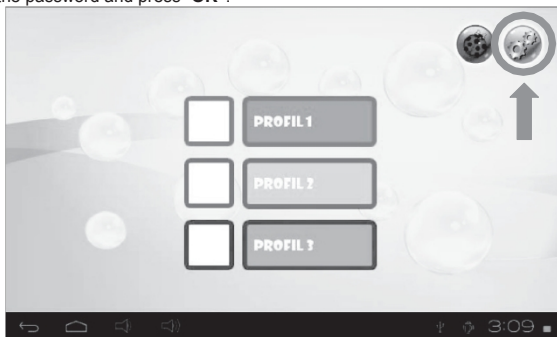 the password and press "OK".
PROFIL 1
PROFIL 2
PROFIL 3
3:09